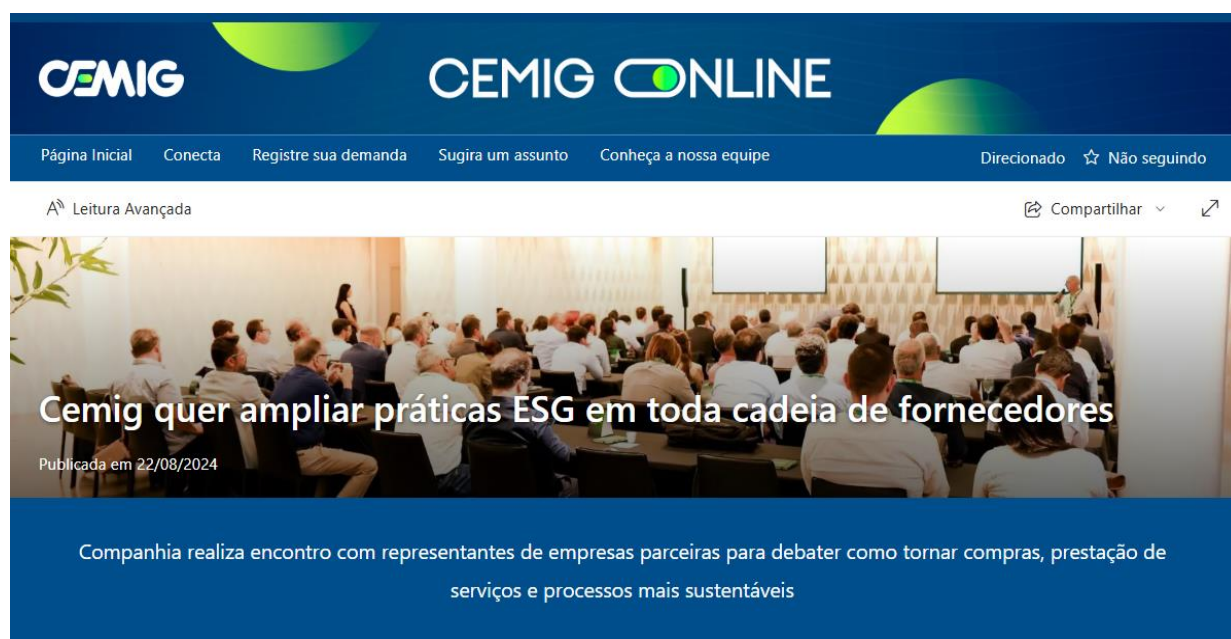 CEMIG
CEMIG ONLINE
Página Inicial Conecta Registre sua demanda Sugira um assunto Conheça a nossa equipe Direcionado Não seguindo
Leitura Avançada Compartilhar
Cemig quer ampliar práticas ESG em toda cadeia de fornecedores
Publicada em 22/08/2024
Companhia realiza encontro com representantes de empresas parceiras para debater como tornar compras, prestação de
serviços e processos mais sustentáveis